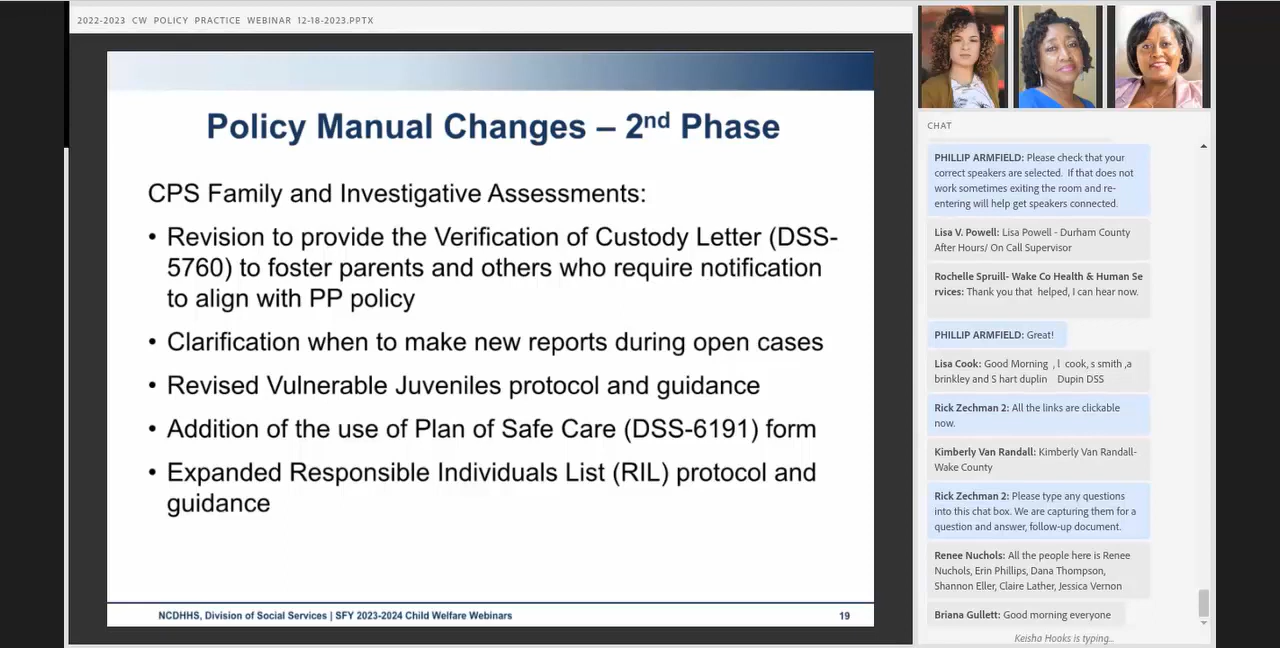 2022-2023 CW POLICY PRACTICE WEBINAR 12-18-2023.PPTX
Policy Manual Changes – 2nd Phase
CPS Family and Investigative Assessments:
• Revision to provide the Verification of Custody Letter (DSS-
5760) to foster parents and others who require notification
to align with PP policy
• Clarification when to make new reports during open cases
• Revised Vulnerable Juveniles protocol and guidance
• Addition of the use of Plan of Safe Care (DSS-6191) form
• Expanded Responsible Individuals List (RIL) protocol and
guidance
NCDHHS, Division of Social Services | SFY 2023-2024 Child Welfare Webinars
19
CHAT
PHILLIP ARMFIELD: Please check that your
correct speakers are selected. If that does not
work sometimes exiting the room and re-
entering will help get speakers connected.
Lisa V. Powell: Lisa Powell - Durham County
After Hours/ On Call Supervisor
Rochelle Spruill- Wake Co Health & Human Se
rvices: Thank you that helped, I can hear now.
PHILLIP ARMFIELD: Great!
Lisa Cook: Good Morning , l cook, s smith ,a
brinkley and S hart duplin Dupin DSS
Rick Zechman 2: All the links are clickable
now.
Kimberly Van Randall: Kimberly Van Randall-
Wake County
Rick Zechman 2: Please type any questions
into this chat box. We are capturing them for a
question and answer, follow-up document.
Renee Nuchols: All the people here is Renee
Nuchols, Erin Phillips, Dana Thompson,
Shannon Eller, Claire Lather, Jessica Vernon
Briana Gullett: Good morning everyone
Keisha Hooks is typing...